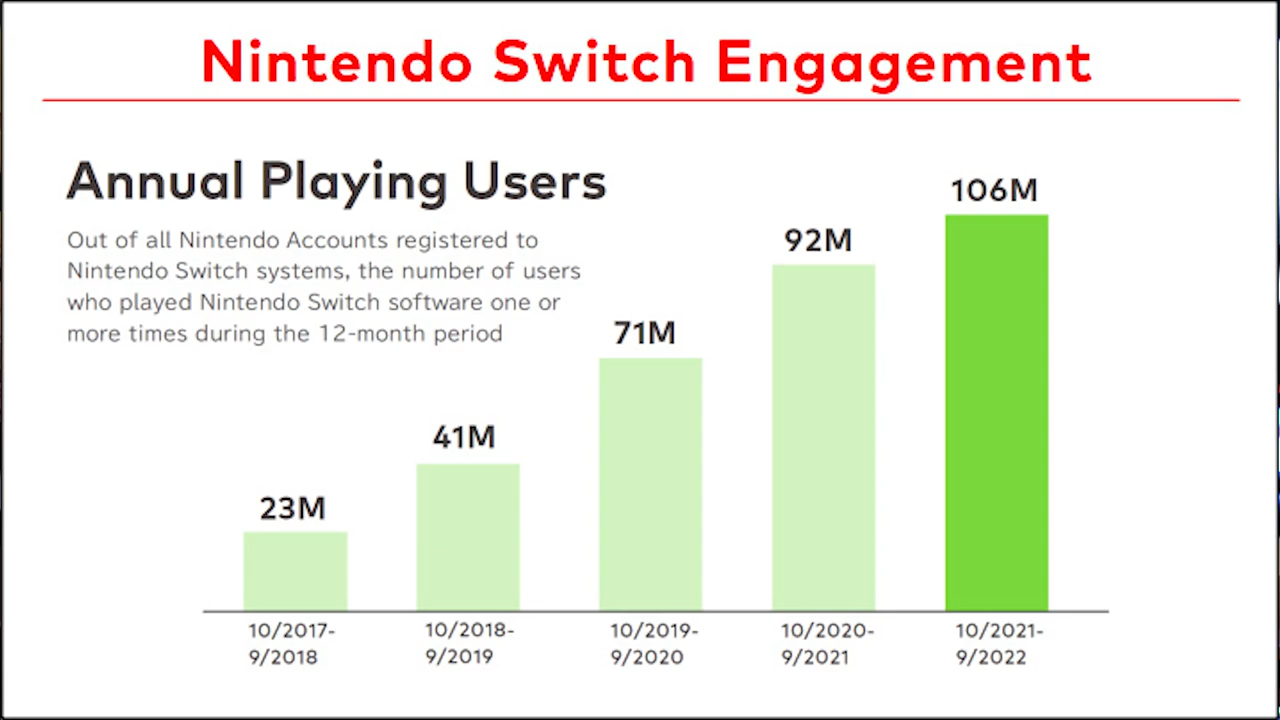 Nintendo Switch Engagement
Annual Playing Users
Out of all Nintendo Accounts registered to
Nintendo Switch systems, the number of users
who played Nintendo Switch software one or
more times during the 12-month period
23M
41M
71M
92M
106M
10/2017-
9/2018
10/2018-
9/2019
10/2019-
9/2020
10/2020-
9/2021
10/2021-
9/2022